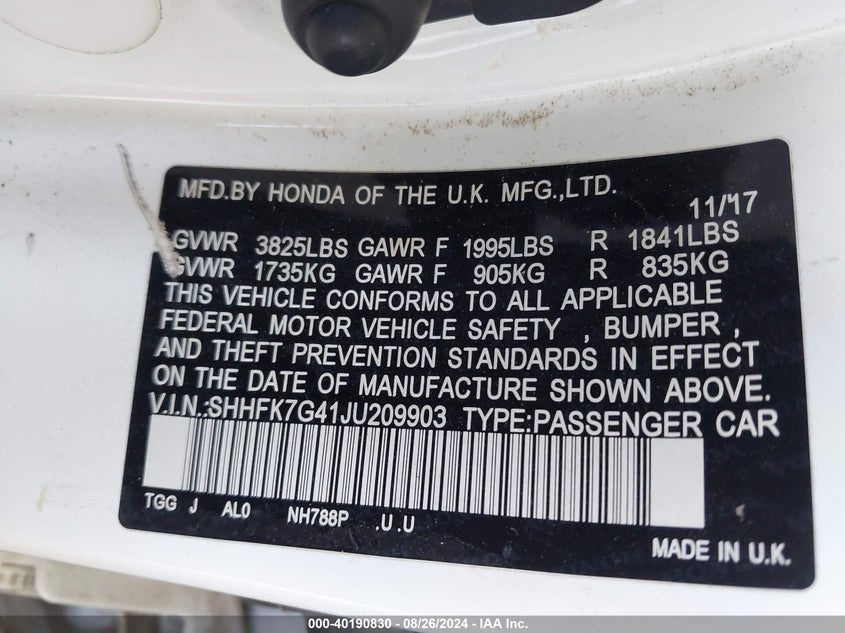 MFD.BY HONDA OF THE U.K. MFG.,LTD.
11/17
GVWR 3825LBS GAWR F 1995LBS R 1841LBS
GVWR 1735KG GAWR F 905KG R 835KG
THIS VEHICLE CONFORMS TO ALL APPLICABLE
FEDERAL MOTOR VEHICLE SAFETY , BUMPER ,
AND THEFT PREVENTION STANDARDS IN EFFECT
ON THE DATE OF MANUFACTURE SHOWN ABOVE.
V.I.N.:SHHFK7G41JU209903 TYPE:PASSENGER CAR
TGG J AL0 NH788P .U .U
MADE IN U.K.
000-40190830 - 08/26/2024 - IAA Inc.